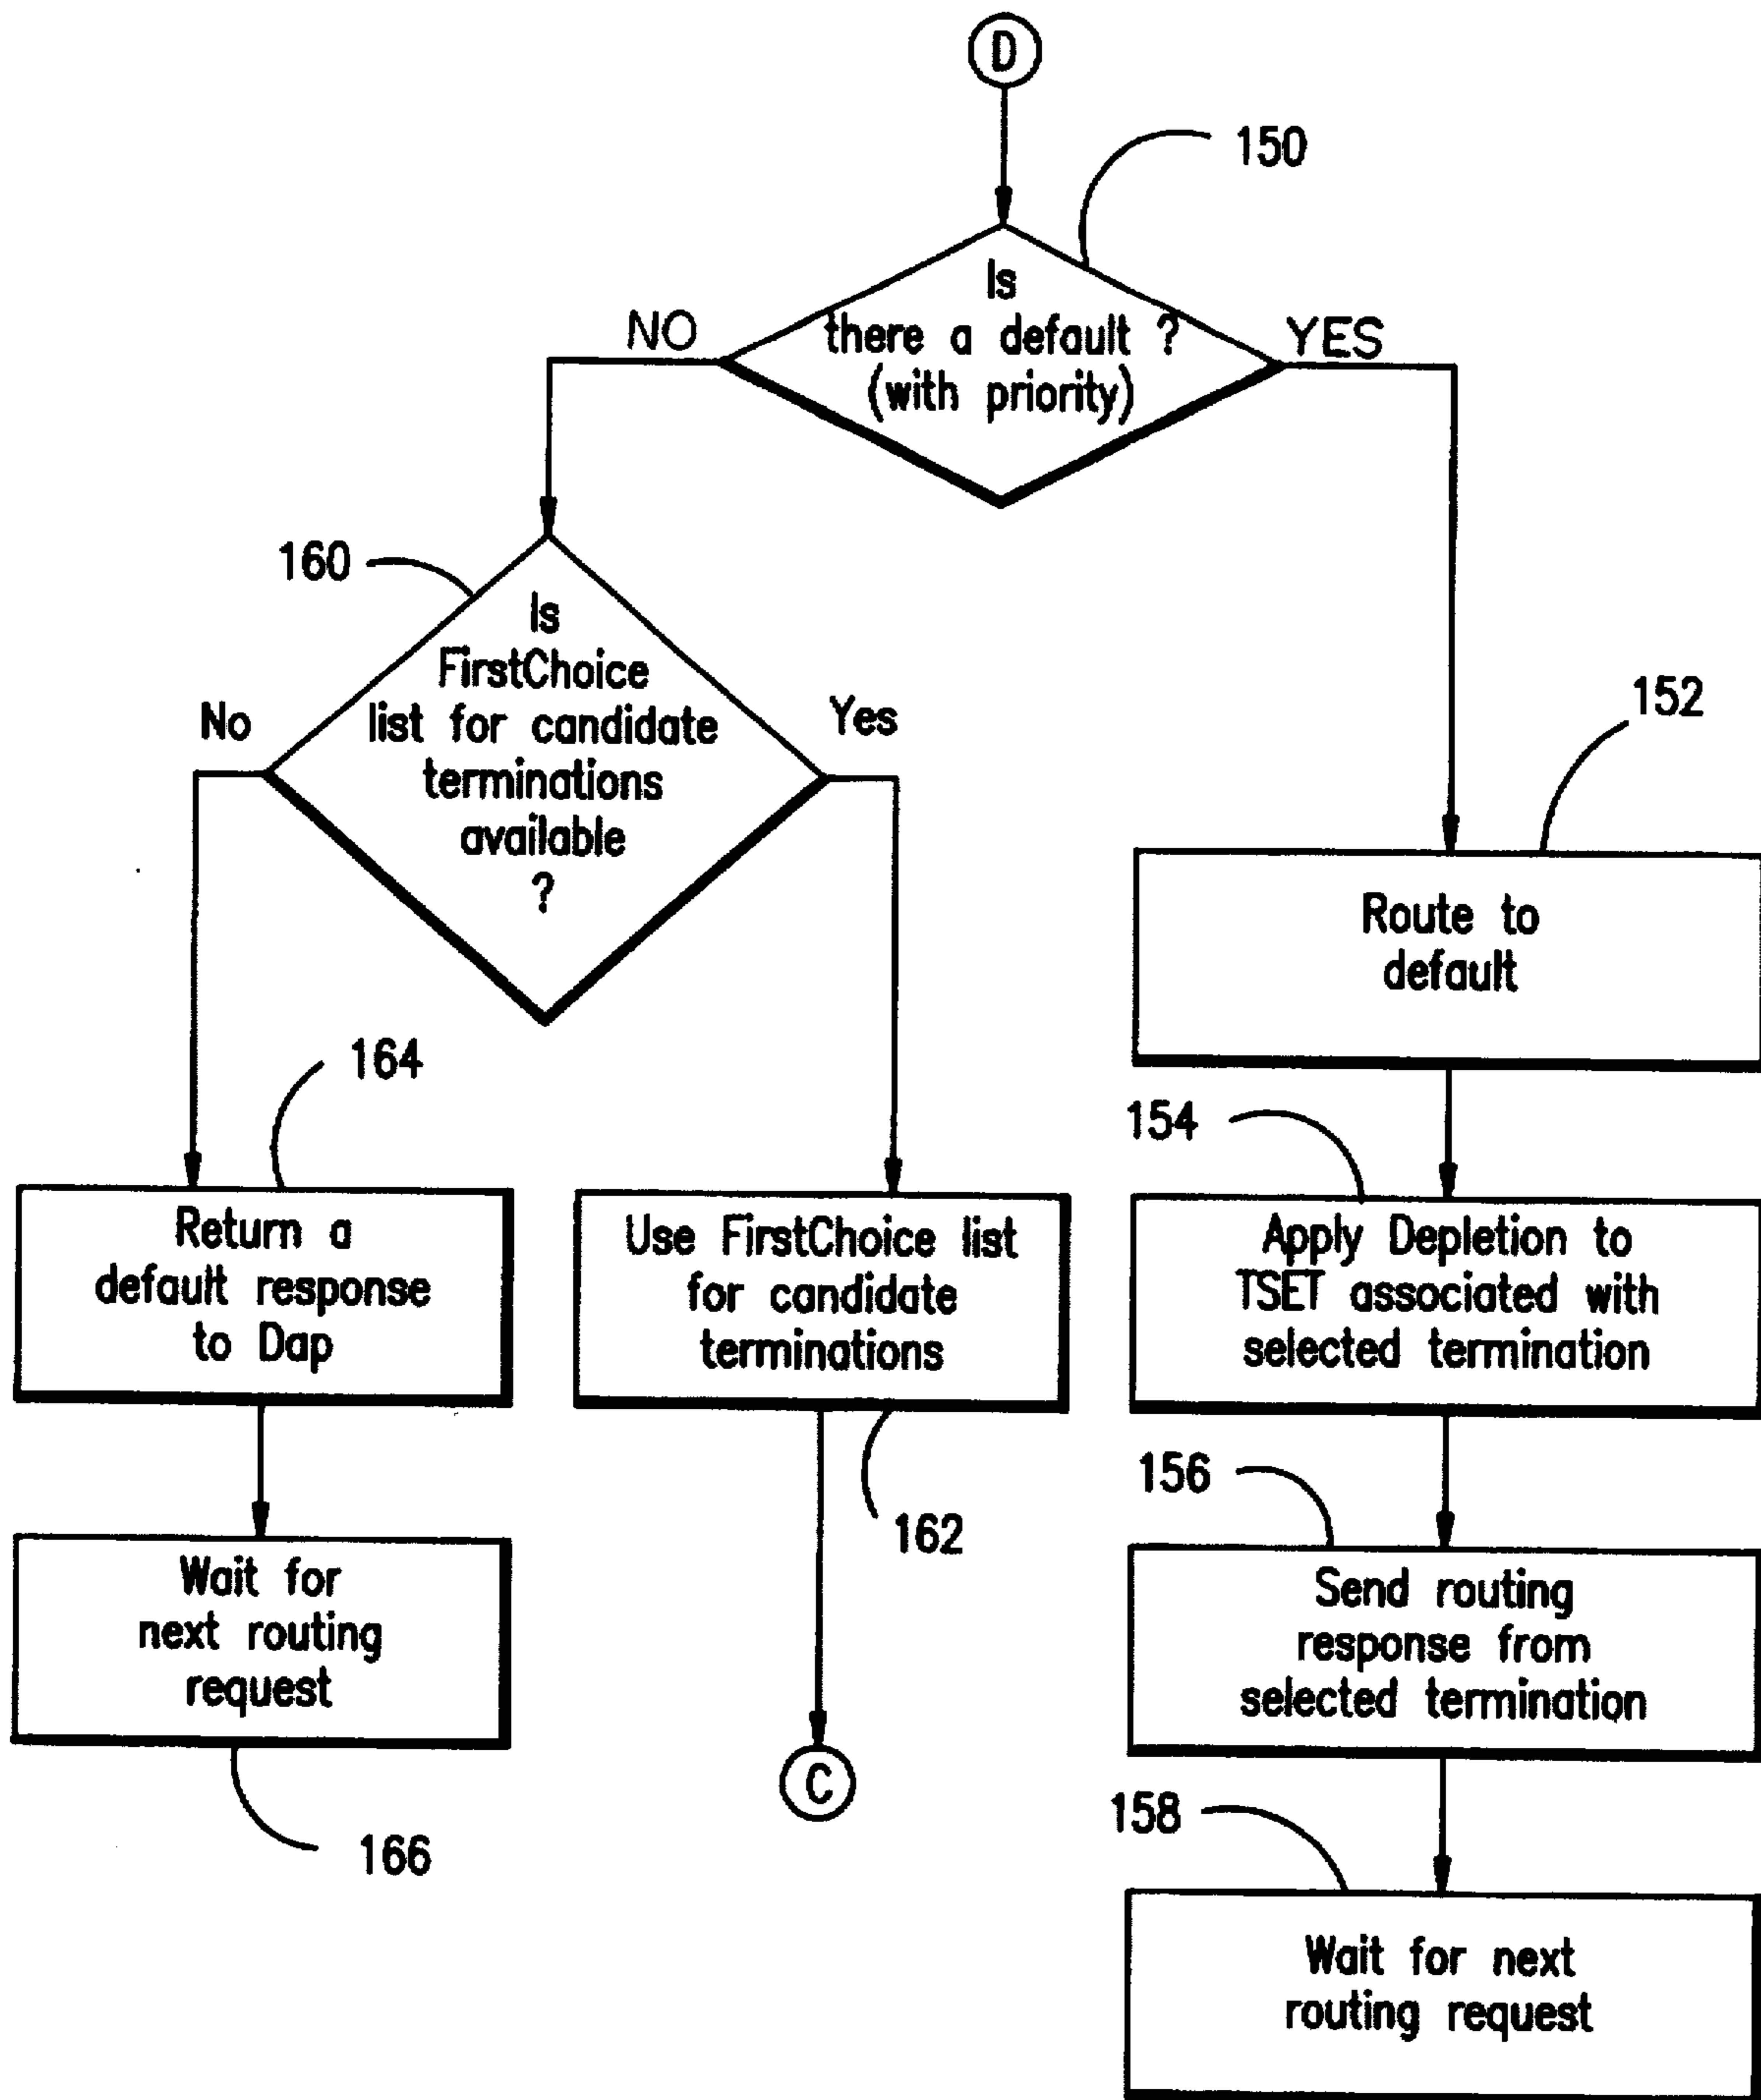 D
150
Is
there a default ?
(with priority)
NO
YES
160
Is
FirstChoice
list for candidate
terminations
available
?
No
Yes
152
Route to
default
164
Return a
default response
to Dap
Use FirstChoice list
for candidate
terminations
154
Apply Depletion to
TSET associated with
selected termination
162
156
Send routing
response from
selected termination
Wait for
next routing
request
166
C
158
Wait for next
routing request